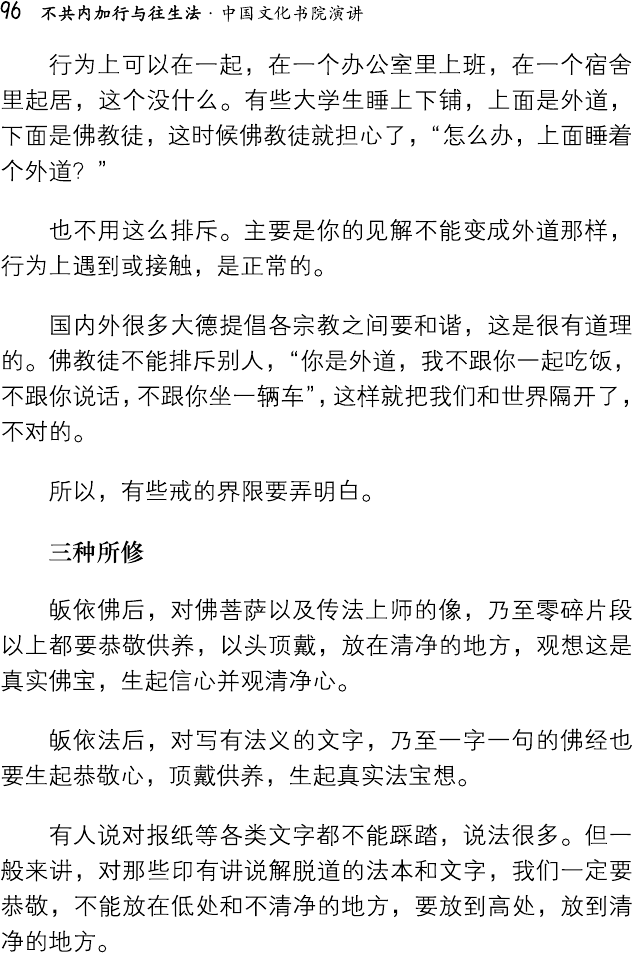 96 不共内加行与往生法·中国文化书院演讲
行为上可以在一起，在一个办公室里上班，在一个宿舍
里起居，这个没什么。有些大学生睡上下铺，上面是外道，
下面是佛教徒，这时候佛教徒就担心了，“怎么办，上面睡着
个外道？”
也不用这么排斥。主要是你的见解不能变成外道那样，
行为上遇到或接触，是正常的。
国内外很多大德提倡各宗教之间要和谐，这是很有道理
的。佛教徒不能排斥别人，“你是外道，我不跟你一起吃饭，
不跟你说话，不跟你坐一辆车”，这样就把我们和世界隔开了，
不对的。
所以，有些戒的界限要弄明白。
三种所修
皈依佛后，对佛菩萨以及传法上师的像，乃至零碎片段
以上都要恭敬供养，以头顶戴，放在清净的地方，观想这是
真实佛宝，生起信心并观清净心。
皈依法后，对写有法义的文字，乃至一字一句的佛经也
要生起恭敬心，顶戴供养，生起真实法宝想。
有人说对报纸等各类文字都不能踩踏，说法很多。但一
般来讲，对那些印有讲说解脱道的法本和文字，我们一定要
恭敬，不能放在低处和不清净的地方，要放到高处，放到清
净的地方。